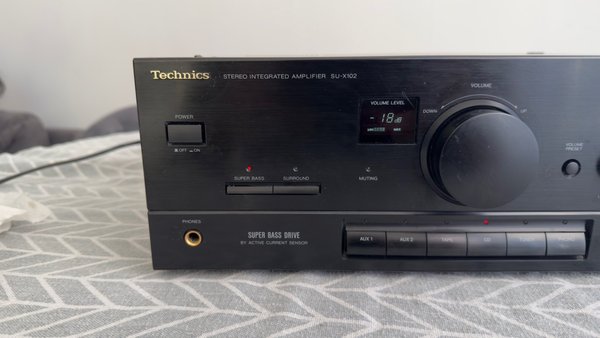 Technics
STEREO INTEGRATED AMPLIFIER SU-X102
POWER
OFF ON
VOLUME LEVEL
-18dB
VOLUME
DOWN
UP
VOLUME
PRESET
SUPER BASS
SURROUND
MUTING
PHONES
SUPER BASS DRIVE
BY ACTIVE CURRENT SENSOR
AUX 1
AUX 2
TAPE
CD
TUNER
PHONO